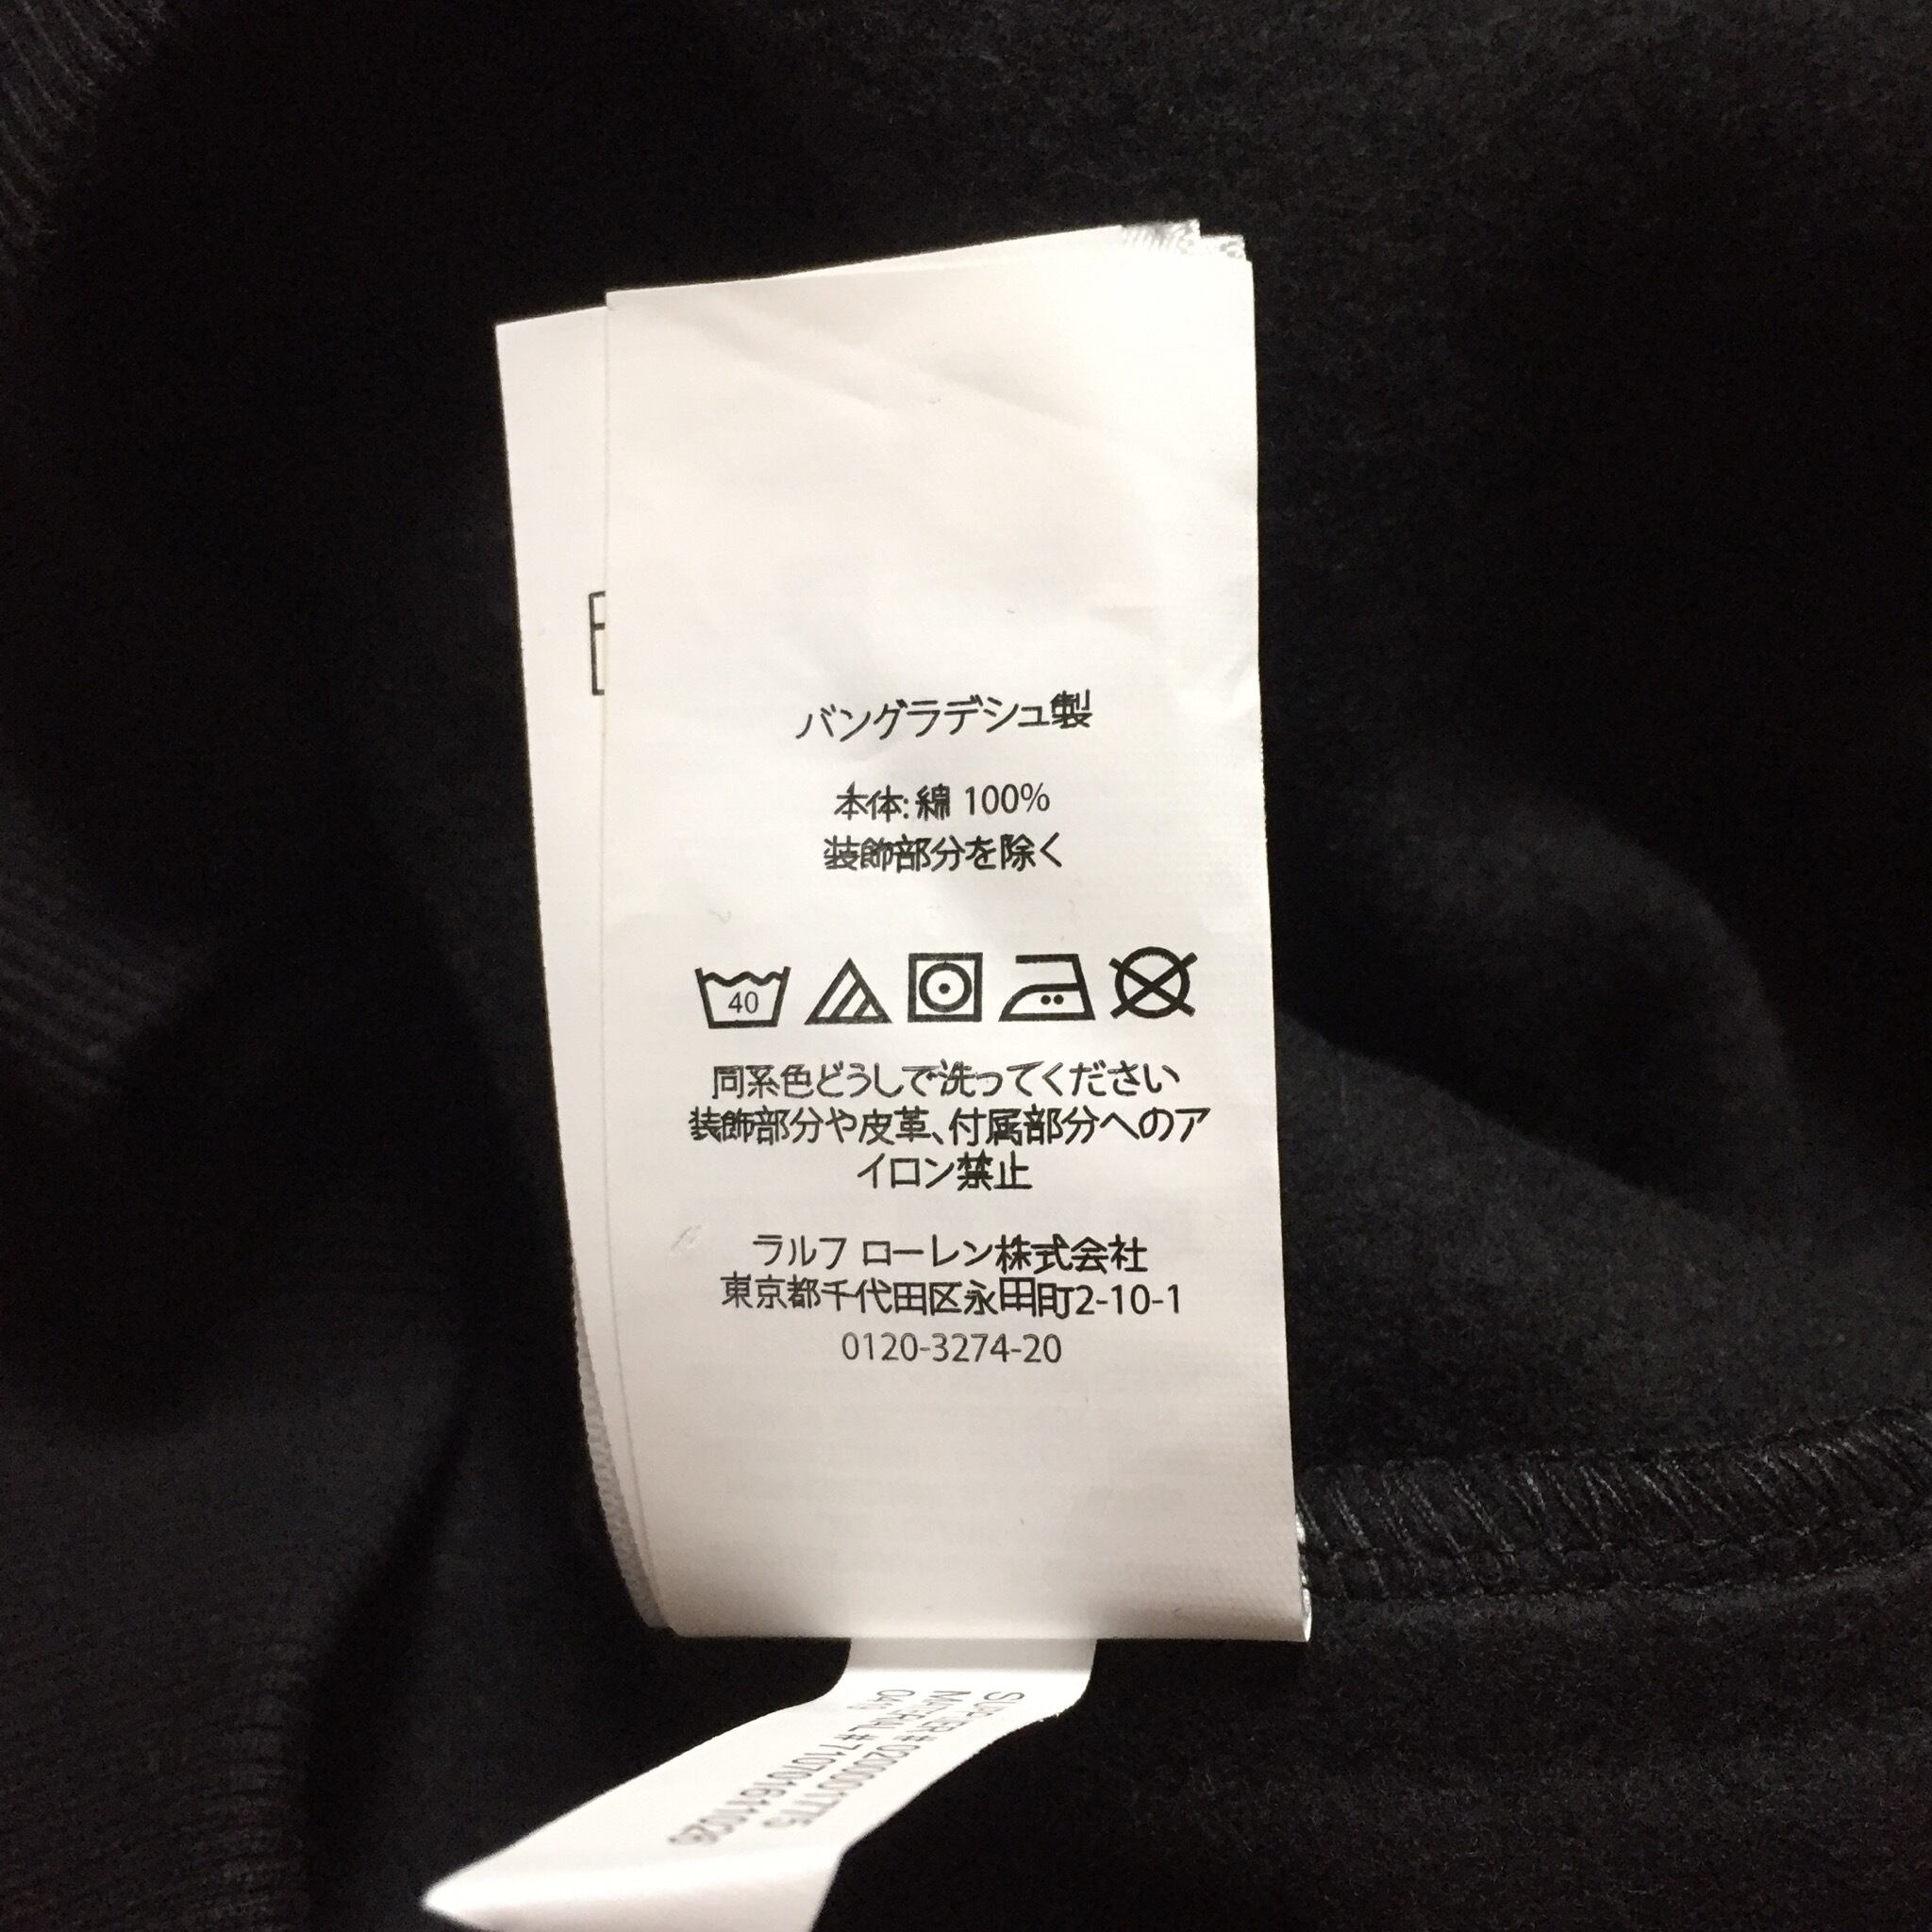 バングラデシュ製
本体: 綿 100%
装飾部分を除く
40
同系色どうしで洗ってください
装飾部分や皮革、付属部分へのア
イロン禁止
ラルフ ローレン株式会社
東京都千代田区永田町2-10-1
0120-3274-20
SUPPLIER #
MATERIAL #